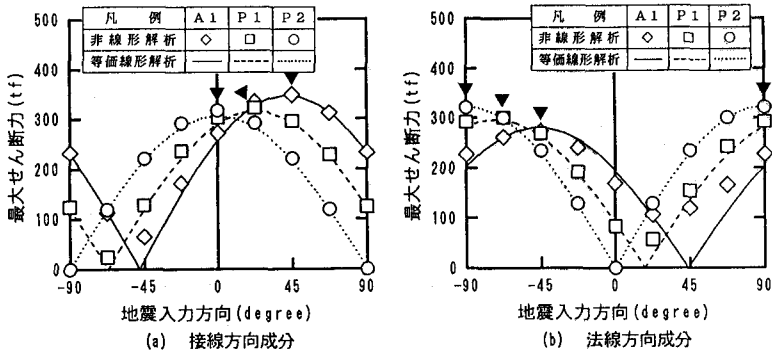 凡 例 A1 P1 P2
非線形解析
等価線形解析
500
400
300
200
100
0
最大せん断力(tf)
-90 -45 0 45 90
地震入力方向(degree)
(a) 接線方向成分
凡 例 A1 P1 P2
非線形解析
等価線形解析
500
400
300
200
100
0
最大せん断力(tf)
-90 -45 0 45 90
地震入力方向(degree)
(b) 法線方向成分